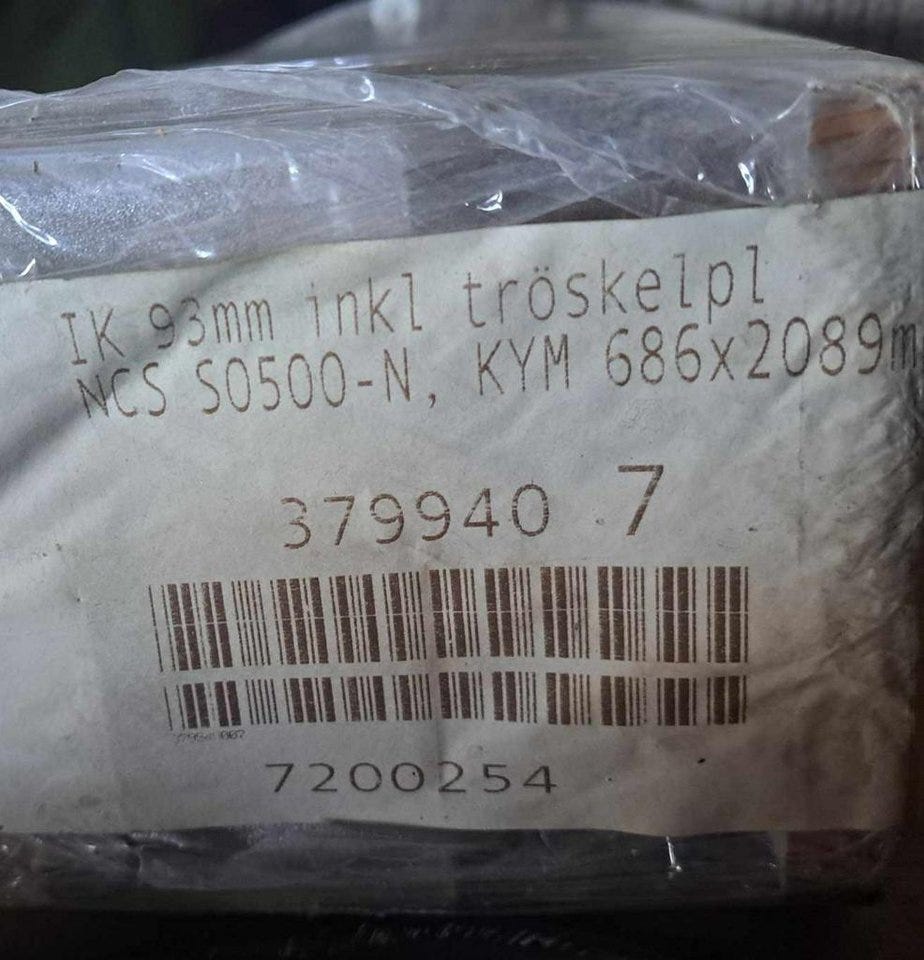 IK 93mm inkl tröskelpl
NCS S0500-N, KYM 686x2089m
379940 7
7200254